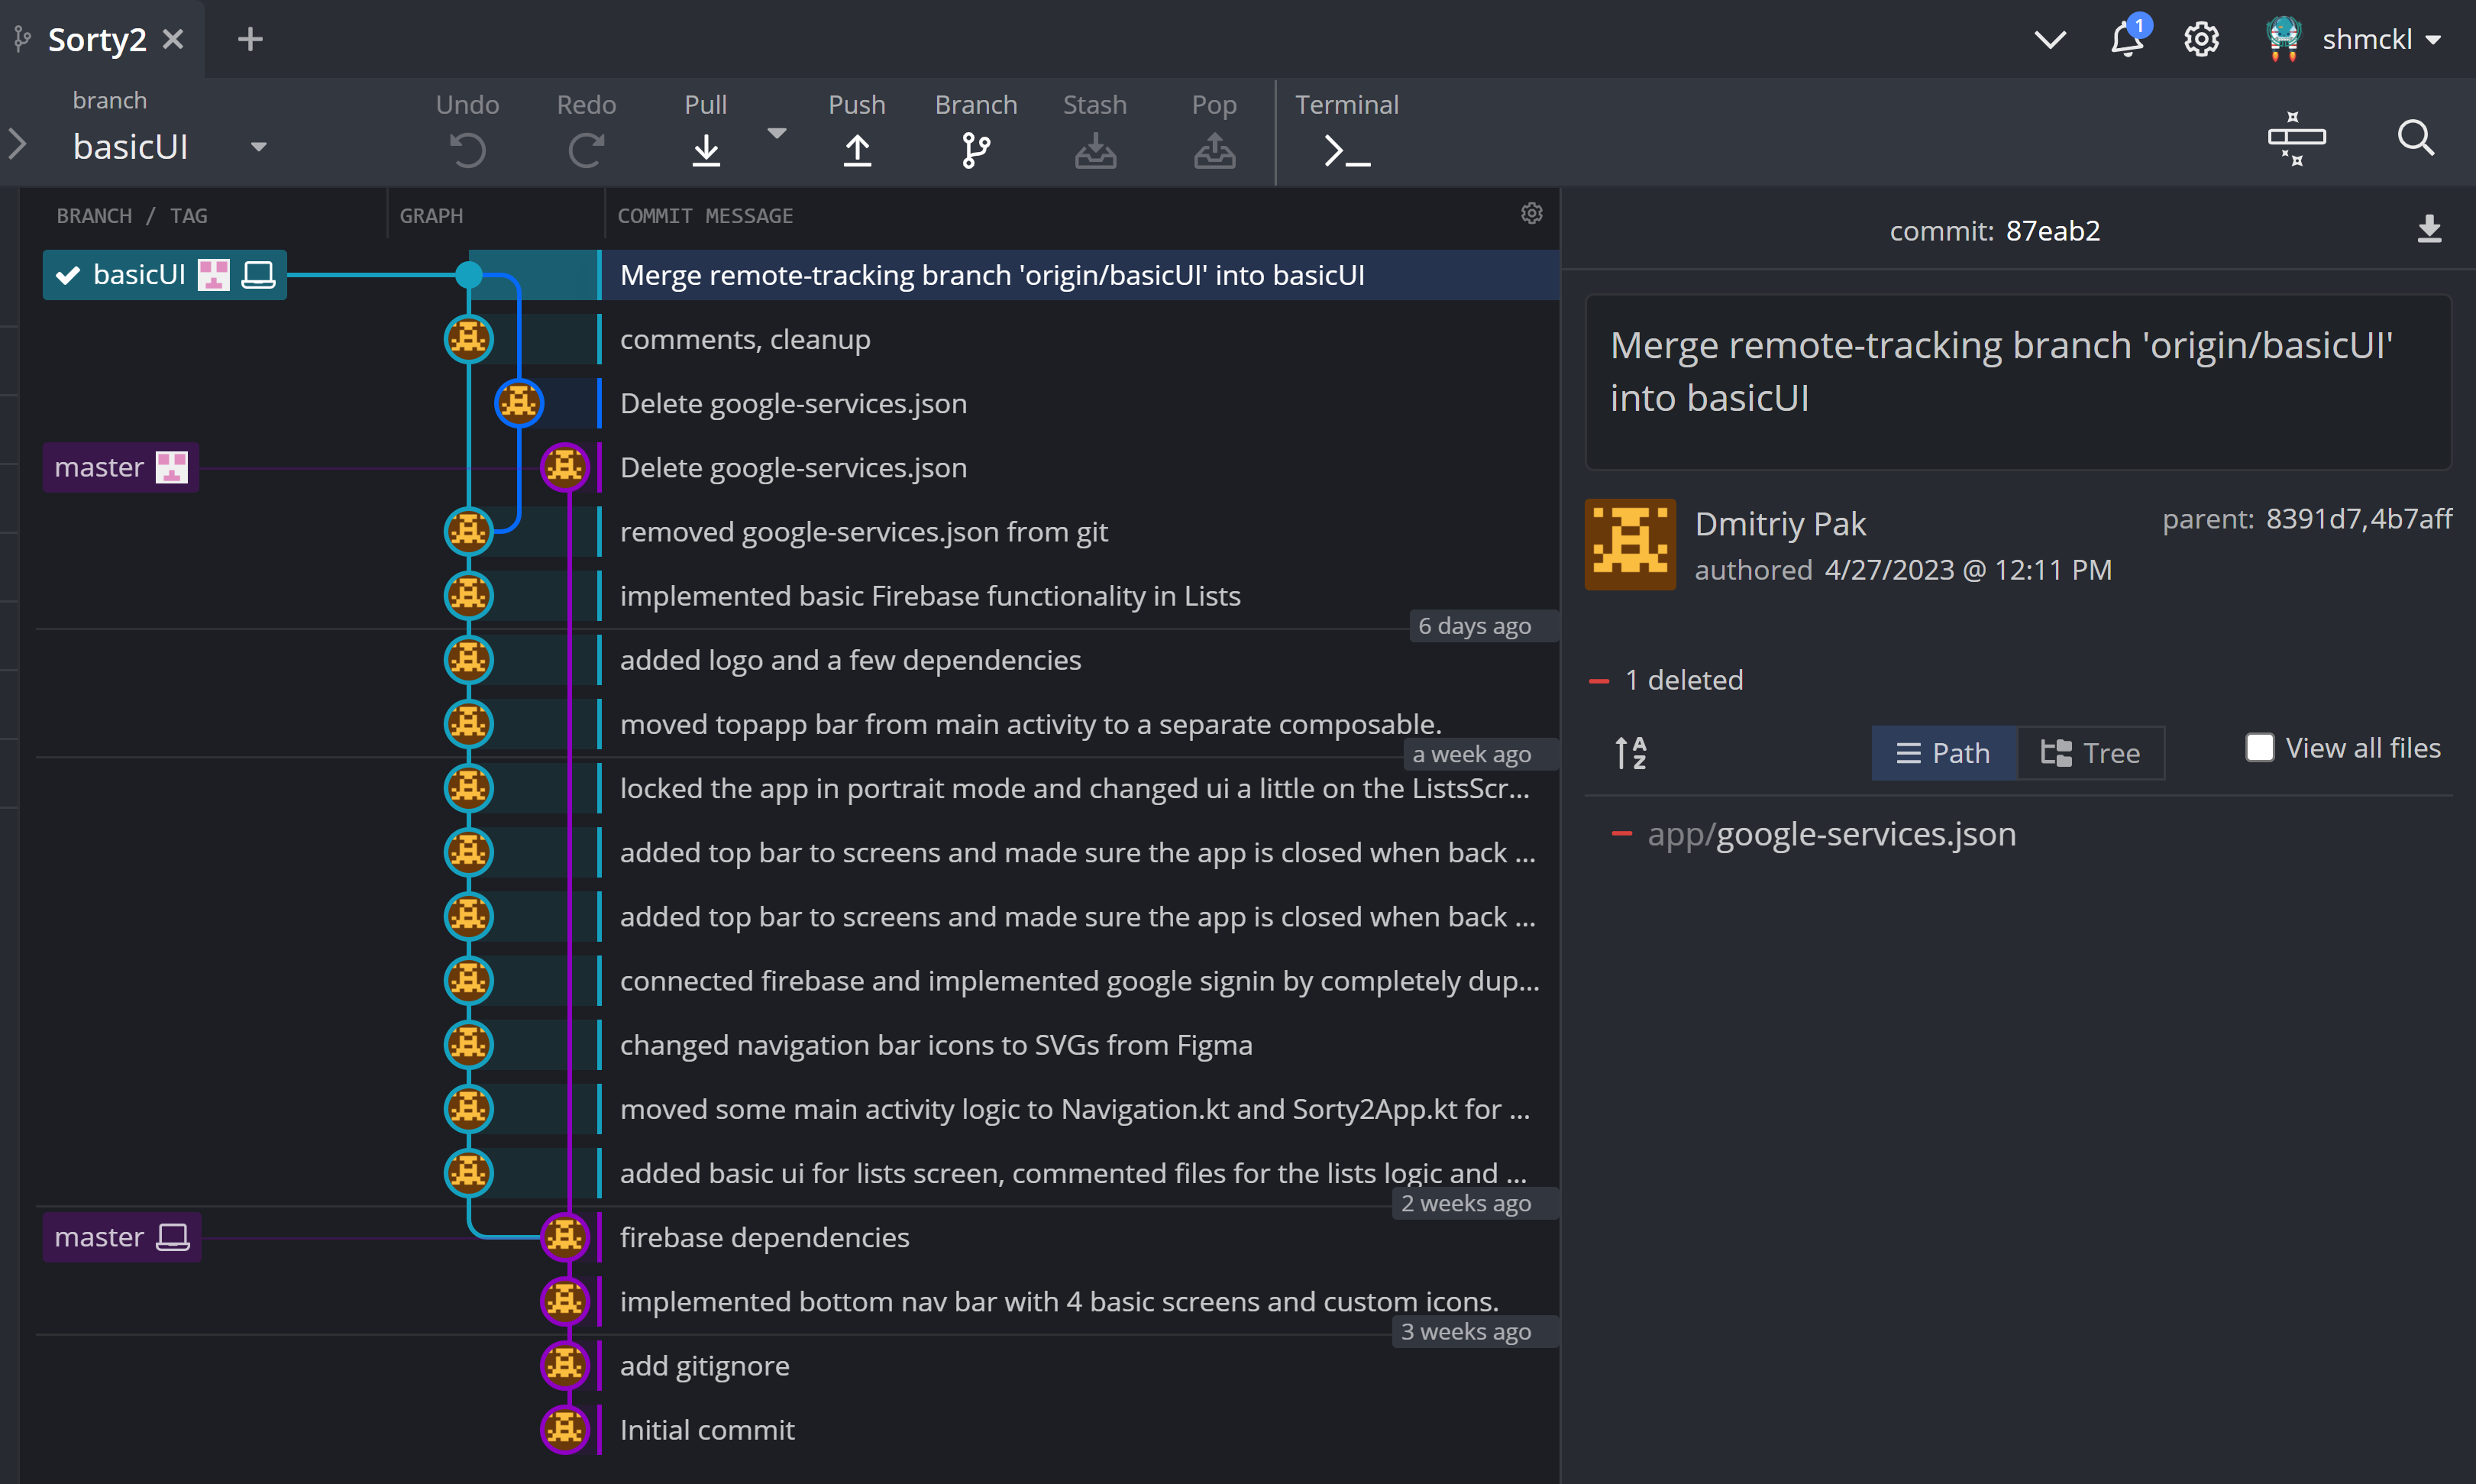 Sorty2
1
shmckl
branch
basicUI
Undo
Redo
Pull
Push
Branch
Stash
Pop
Terminal
BRANCH / TAG
GRAPH
COMMIT MESSAGE
basicUI
Merge remote-tracking branch 'origin/basicUI' into basicUI
comments, cleanup
Delete google-services.json
master
Delete google-services.json
removed google-services.json from git
implemented basic Firebase functionality in Lists
6 days ago
added logo and a few dependencies
moved topapp bar from main activity to a separate composable.
a week ago
locked the app in portrait mode and changed ui a little on the ListsScr...
added top bar to screens and made sure the app is closed when back ...
added top bar to screens and made sure the app is closed when back ...
connected firebase and implemented google signin by completely dup...
changed navigation bar icons to SVGs from Figma
moved some main activity logic to Navigation.kt and Sorty2App.kt for ...
added basic ui for lists screen, commented files for the lists logic and ...
2 weeks ago
master
firebase dependencies
implemented bottom nav bar with 4 basic screens and custom icons.
3 weeks ago
add gitignore
Initial commit
commit: 87eab2
Merge remote-tracking branch 'origin/basicUI'
into basicUI
Dmitriy Pak
authored 4/27/2023 @ 12:11 PM
parent: 8391d7,4b7aff
1 deleted
A
Z
Path
Tree
View all files
app/google-services.json